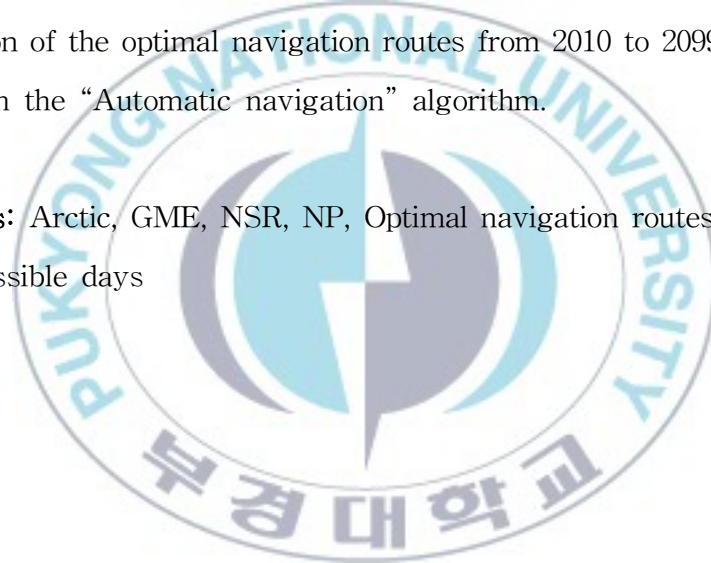 on of the optimal navigation routes from 2010 to 2099
the "Automatic navigation" algorithm.
: Arctic, GME, NSR, NP, Optimal navigation routes
ssible days
PUKYONG NATIONAL UNIVERSITY
부경대학교